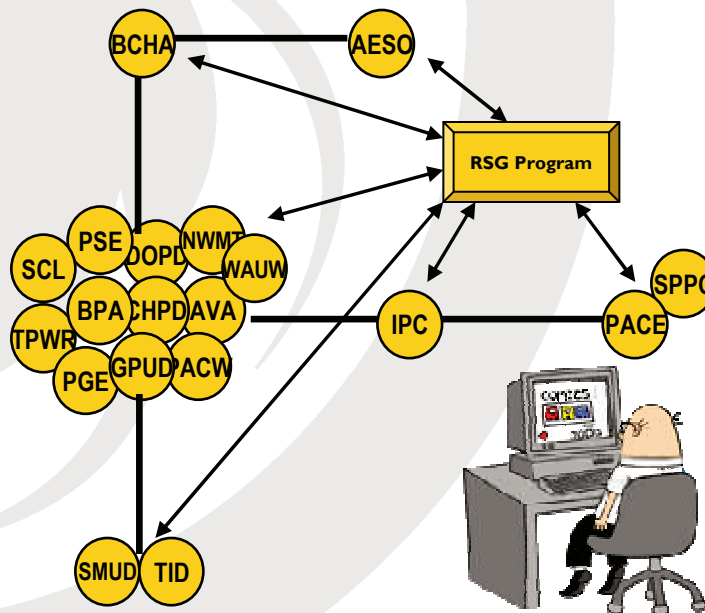 BCHA
AESO
RSG Program
PSE
DOPD
NWMT
SCL
WAUW
SPPC
BPA
CHPD
AVA
IPC
PACE
TPWR
PGE
GPUD
PACW
SMUD
TID